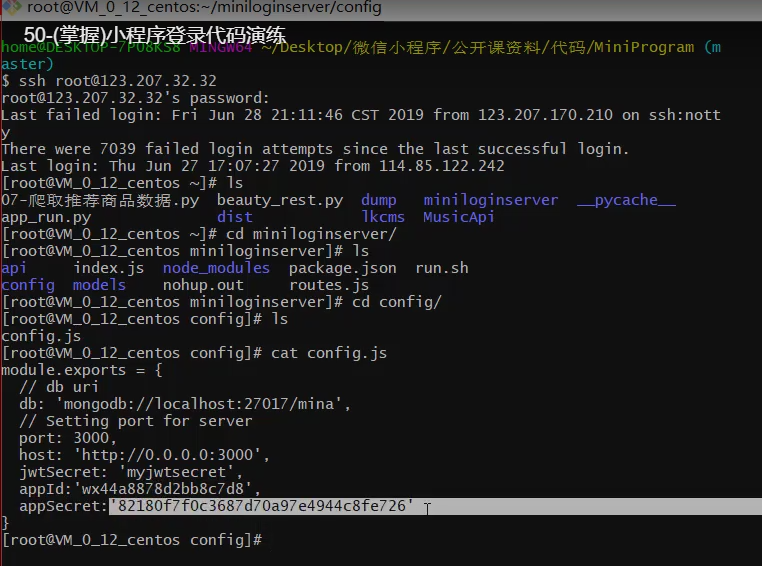 root@VM_0_12_centos:~/miniloginserver/config
50-(掌握)小程序登录代码演练
home@DESKTOP-7PO8KS8 MINGW64 ~/Desktop/微信小程序/公开课资料/代码/MiniProgram (m
aster)
$ ssh root@123.207.32.32
root@123.207.32.32's password:
Last failed login: Fri Jun 28 21:11:46 CST 2019 from 123.207.170.210 on ssh:nott
y
There were 7039 failed login attempts since the last successful login.
Last login: Thu Jun 27 17:07:27 2019 from 114.85.122.242
[root@VM_0_12_centos ~]# ls
07-爬取推荐商品数据.py beauty_rest.py dump miniloginserver __pycache__
app_run.py dist lkcms MusicApi
[root@VM_0_12_centos ~]# cd miniloginserver/
[root@VM_0_12_centos miniloginserver]# ls
api index.js node_modules package.json run.sh
config models nohup.out routes.js
[root@VM_0_12_centos miniloginserver]# cd config/
[root@VM_0_12_centos config]# ls
config.js
[root@VM_0_12_centos config]# cat config.js
module.exports = {
  // db uri
  db: 'mongodb://localhost:27017/mina',
  // Setting port for server
  port: 3000,
  host: 'http://0.0.0.0:3000',
  jwtSecret: 'myjwtsecret',
  appId:'wx44a8878d2bb8c7d8',
  appSecret:'82180f7f0c3687d70a97e4944c8fe726'
}
[root@VM_0_12_centos config]#